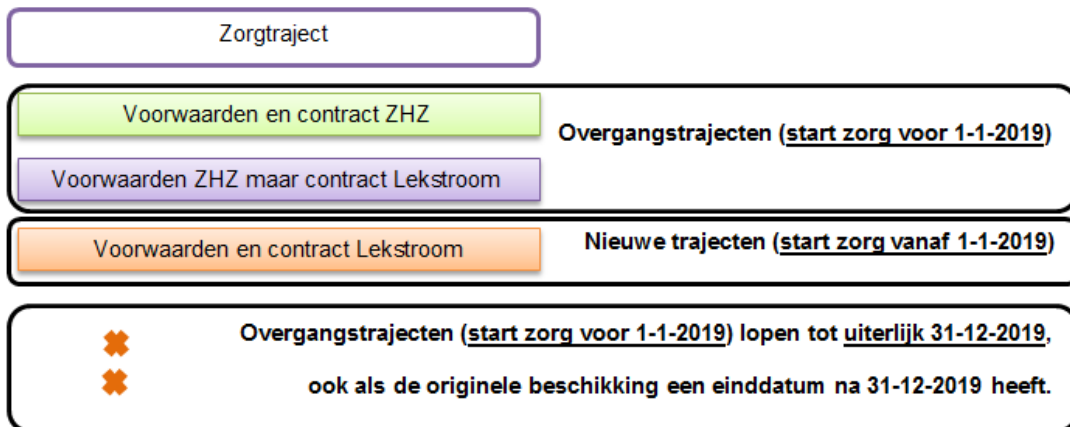 Zorgtraject
Voorwaarden en contract ZHZ
Overgangstrajecten (start zorg voor 1-1-2019)
Voorwaarden ZHZ maar contract Lekstroom
Voorwaarden en contract Lekstroom
Nieuwe trajecten (start zorg vanaf 1-1-2019)
Overgangstrajecten (start zorg voor 1-1-2019) lopen tot uiterlijk 31-12-2019,
ook als de originele beschikking een einddatum na 31-12-2019 heeft.